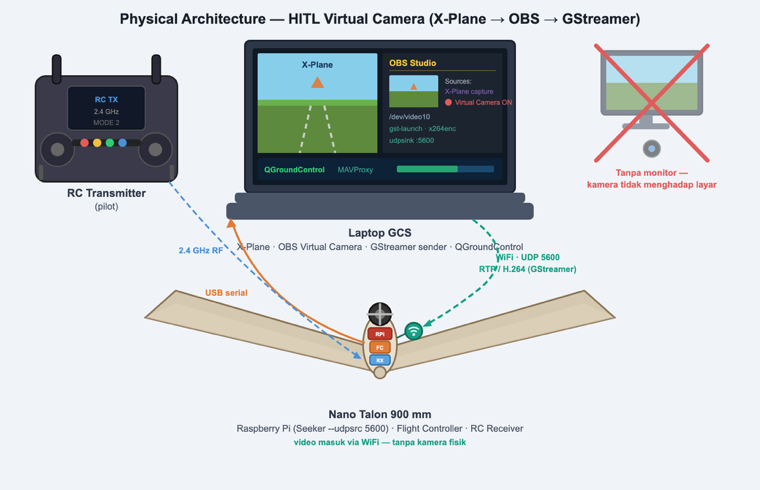 Physical Architecture — HITL Virtual Camera (X-Plane → OBS → GStreamer)
RC TX
2.4 GHz
MODE 2
RC Transmitter
(pilot)
X-Plane
OBS Studio
Sources:
X-Plane capture
Virtual Camera ON
/dev/video10
gst-launch · x264enc
udpsink :5600
QGroundControl
MAVProxy
Tanpa monitor —
kamera tidak menghadap layar
Laptop GCS
X-Plane · OBS Virtual Camera · GStreamer sender · QGroundControl
2.4 GHz RF
WiFi · UDP 5600
RTP / H.264 (GStreamer)
USB serial
RPi
FC
RX
Nano Talon 900 mm
Raspberry Pi (Seeker --udpsrc 5600) · Flight Controller · RC Receiver
video masuk via WiFi — tanpa kamera fisik